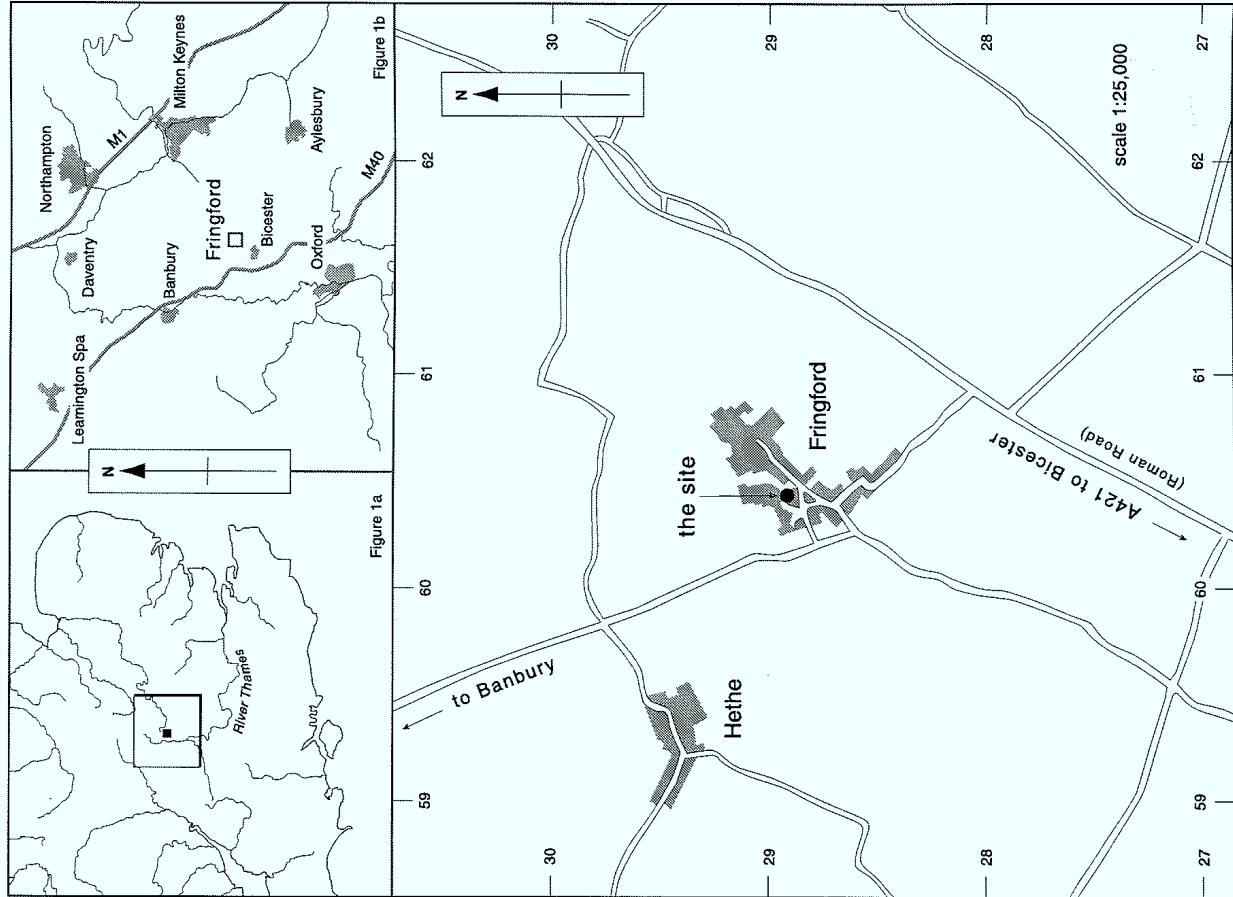 River Thames
Figure 1a
N
Leamington Spa
Daventry
Northampton
M1
Banbury
Milton Keynes
Fringford
Bicester
Aylesbury
Oxford
M40
Figure 1b
N
59
60
61
62
30
30
to Banbury
Hethe
the site
29
29
Fringford
28
28
A421 to Bicester
(Roman Road)
scale 1:25,000
27
27
59
60
61
62